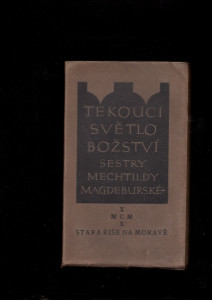 TEKOUCÍ
SVĚTLO
BOŽSTVÍ
SESTRY
MECHTILDY
MAGDEBURSKÉ
X
MCM
X
STARÁ ŘÍŠE NA MORAVĚ